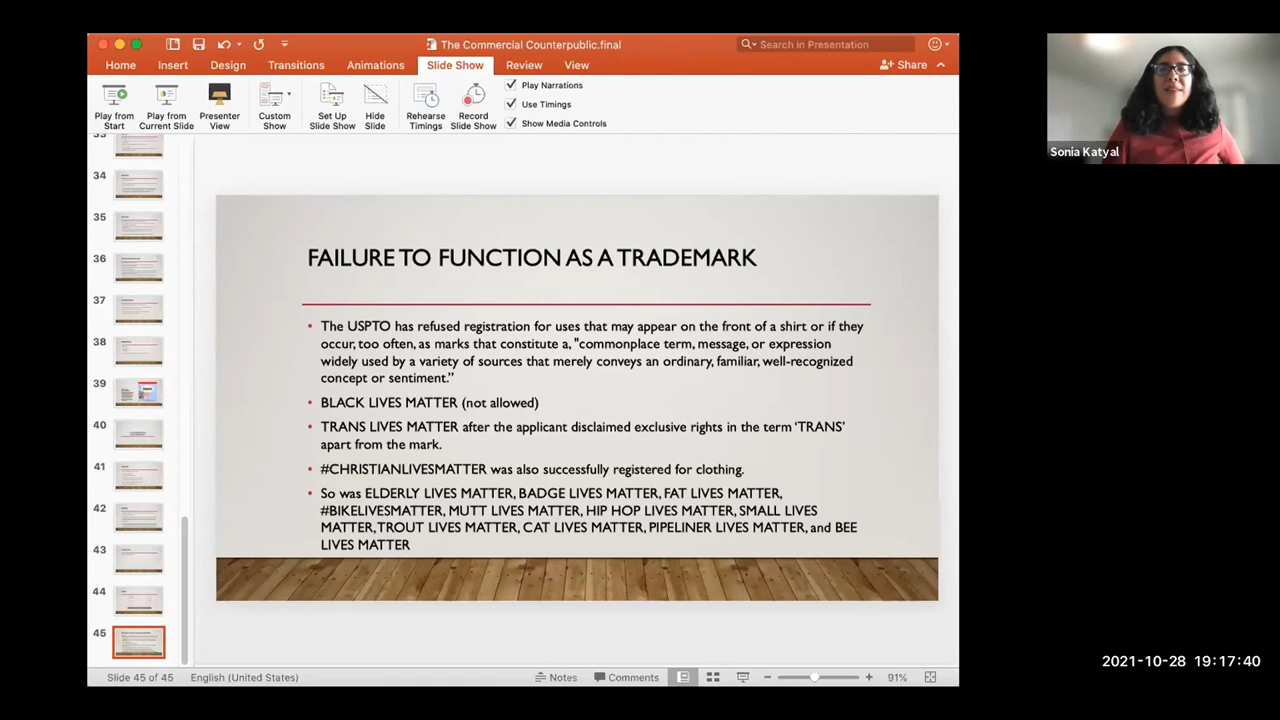 The Commercial Counterpublic.final
Search in Presentation
Home Insert Design Transitions Animations Slide Show Review View Share
Play from Start
Play from Current Slide
Presenter View
Custom Show
Set Up Slide Show
Hide Slide
Rehearse Timings
Record Slide Show
Play Narrations
Use Timings
Show Media Controls
33
34
35
36
37
38
39
40
41
42
43
44
45
FAILURE TO FUNCTION AS A TRADEMARK
• The USPTO has refused registration for uses that may appear on the front of a shirt or if they
occur, too often, as marks that constitute a, "commonplace term, message, or expression
widely used by a variety of sources that merely conveys an ordinary, familiar, well-recognized
concept or sentiment.”
• BLACK LIVES MATTER (not allowed)
• TRANS LIVES MATTER after the applicant disclaimed exclusive rights in the term ‘TRANS’
apart from the mark.
• #CHRISTIANLIVESMATTER was also successfully registered for clothing.
• So was ELDERLY LIVES MATTER, BADGE LIVES MATTER, FAT LIVES MATTER,
#BIKELIVESMATTER, MUTT LIVES MATTER, HIP HOP LIVES MATTER, SMALL LIVES
MATTER, TROUT LIVES MATTER, CAT LIVES MATTER, PIPELINER LIVES MATTER, and BEE
LIVES MATTER
Slide 45 of 45 English (United States) Notes Comments 91%
Sonia Katyal
2021-10-28 19:17:40